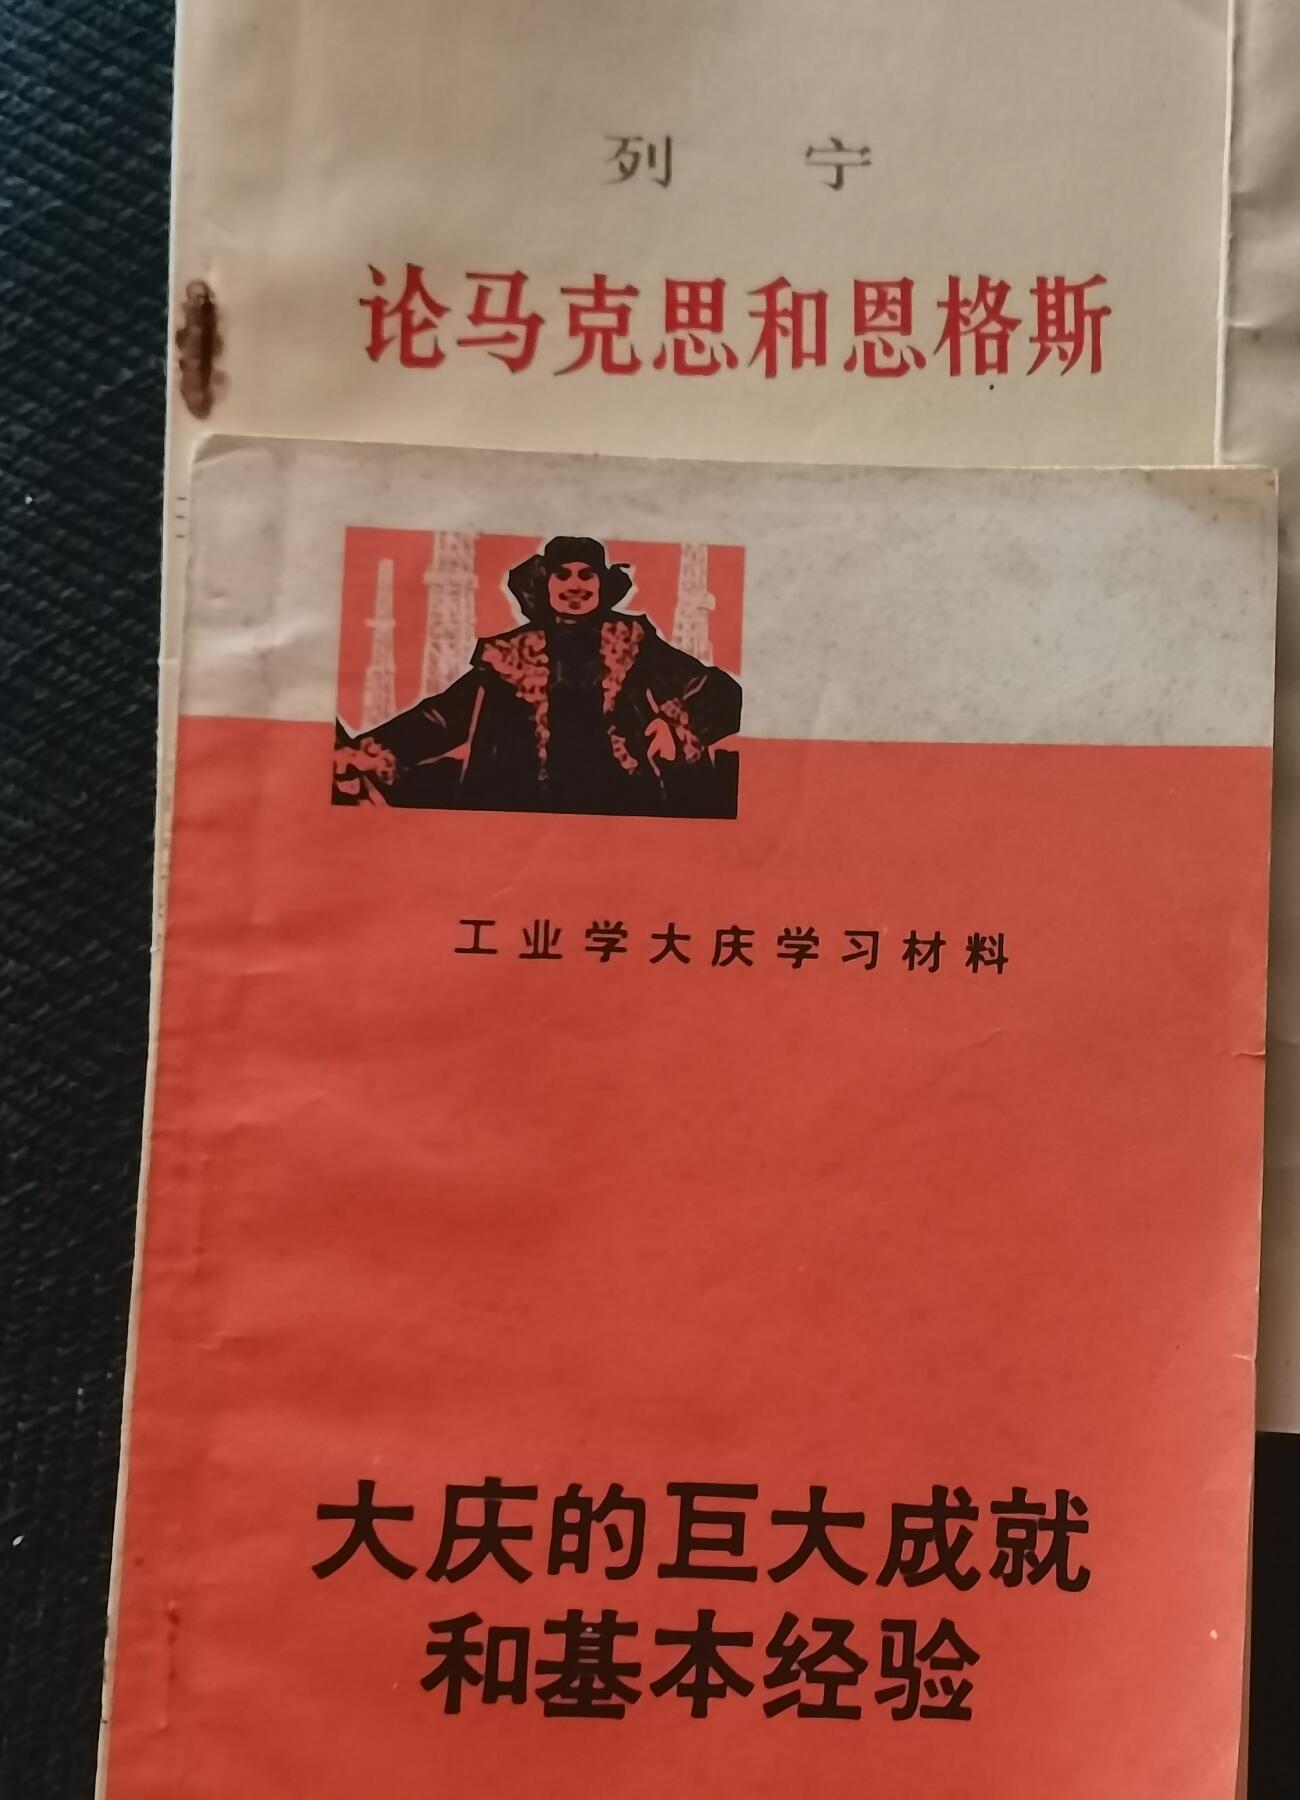 列 宁
论马克思和恩格斯
工业学大庆学习材料
大庆的巨大成就
和基本经验